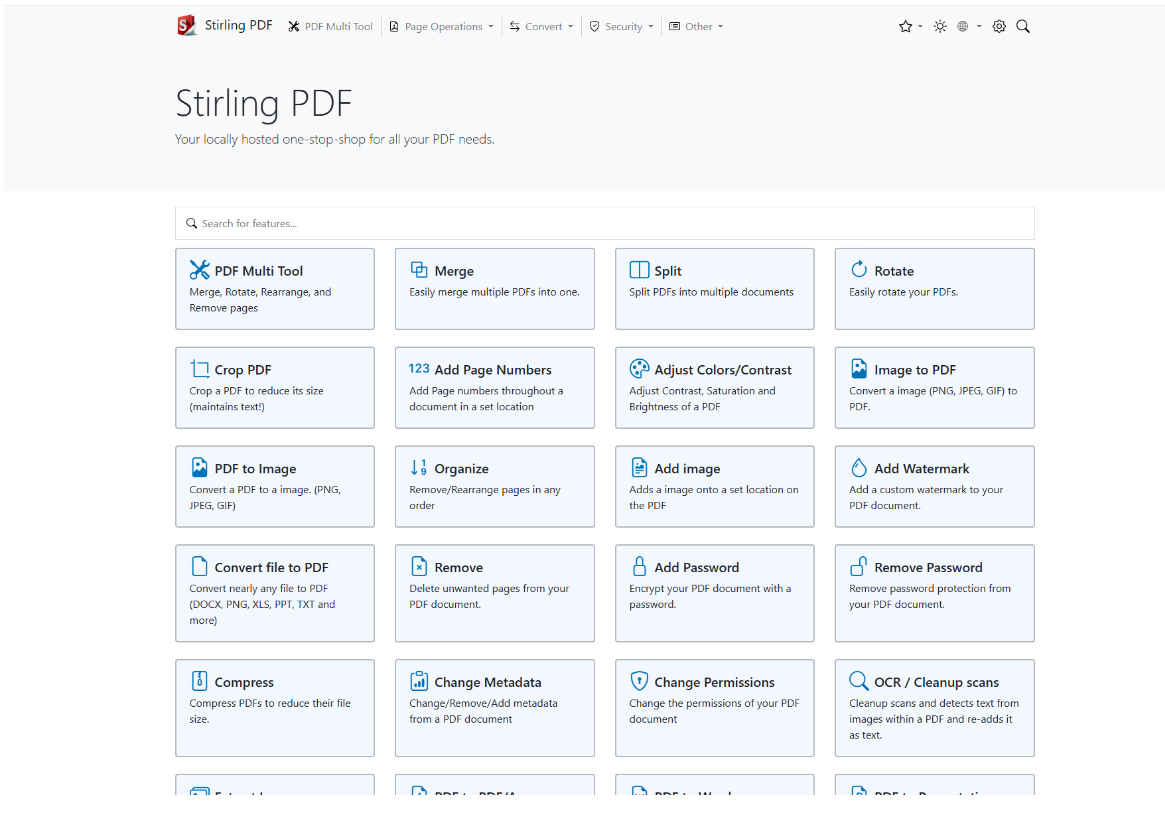 Stirling PDF PDF Multi Tool Page Operations Convert Security Other
Stirling PDF
Your locally hosted one-stop-shop for all your PDF needs.
Search for features...
PDF Multi Tool
Merge, Rotate, Rearrange, and
Remove pages
Merge
Easily merge multiple PDFs into one.
Split
Split PDFs into multiple documents
Rotate
Easily rotate your PDFs.
Crop PDF
Crop a PDF to reduce its size
(maintains text!)
123 Add Page Numbers
Add Page numbers throughout a
document in a set location
Adjust Colors/Contrast
Adjust Contrast, Saturation and
Brightness of a PDF
Image to PDF
Convert a image (PNG, JPEG, GIF) to
PDF.
PDF to Image
Convert a PDF to a image. (PNG,
JPEG, GIF)
Organize
Remove/Rearrange pages in any
order
Add image
Adds a image onto a set location on
the PDF
Add Watermark
Add a custom watermark to your
PDF document.
Convert file to PDF
Convert nearly any file to PDF
(DOCX, PNG, XLS, PPT, TXT and
more)
Remove
Delete unwanted pages from your
PDF document.
Add Password
Encrypt your PDF document with a
password.
Remove Password
Remove password protection from
your PDF document.
Compress
Compress PDFs to reduce their file
size.
Change Metadata
Change/Remove/Add metadata
from a PDF document
Change Permissions
Change the permissions of your PDF
document
OCR / Cleanup scans
Cleanup scans and detects text from
images within a PDF and re-adds it
as text.
PDF to PDF/A
PDF to Word